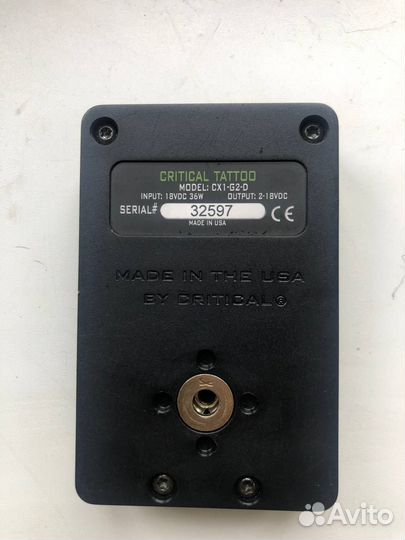 CRITICAL TATTOO
MODEL: CX1-G2-D
INPUT: 18VDC 36W OUTPUT: 2-18VDC
SERIAL# 32597 CE
MADE IN USA
MADE IN THE USA
BY CRITICAL®
Avito